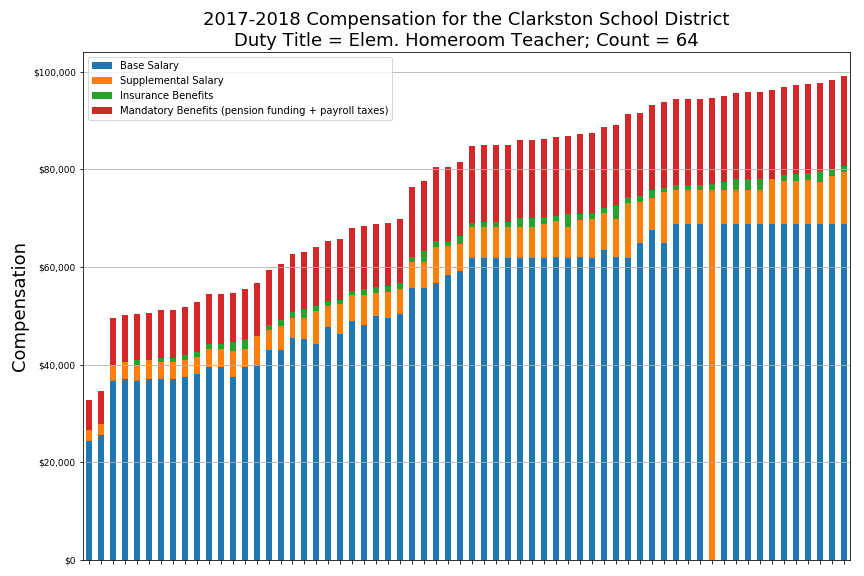 2017-2018 Compensation for the Clarkston School District
Duty Title = Elem. Homeroom Teacher; Count = 64
Base Salary
Supplemental Salary
Insurance Benefits
Mandatory Benefits (pension funding + payroll taxes)
Compensation
$100,000
$80,000
$60,000
$40,000
$20,000
$0